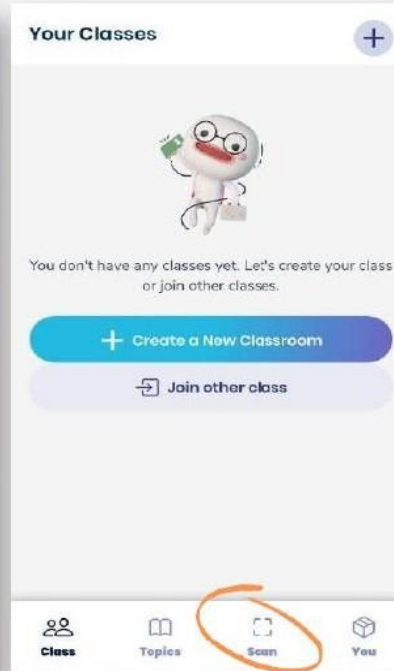 Your Classes
You don't have any classes yet. Let's create your class
or join other classes.
Create a New Classroom
Join other class
Class Topics Scan You